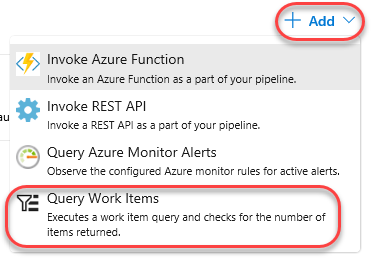 + Add
au
Invoke Azure Function
Invoke an Azure Function as a part of your pipeline.
Invoke REST API
Invoke a REST API as a part of your pipeline.
Query Azure Monitor Alerts
Observe the configured Azure monitor rules for active alerts.
Query Work Items
Executes a work item query and checks for the number of
items returned.